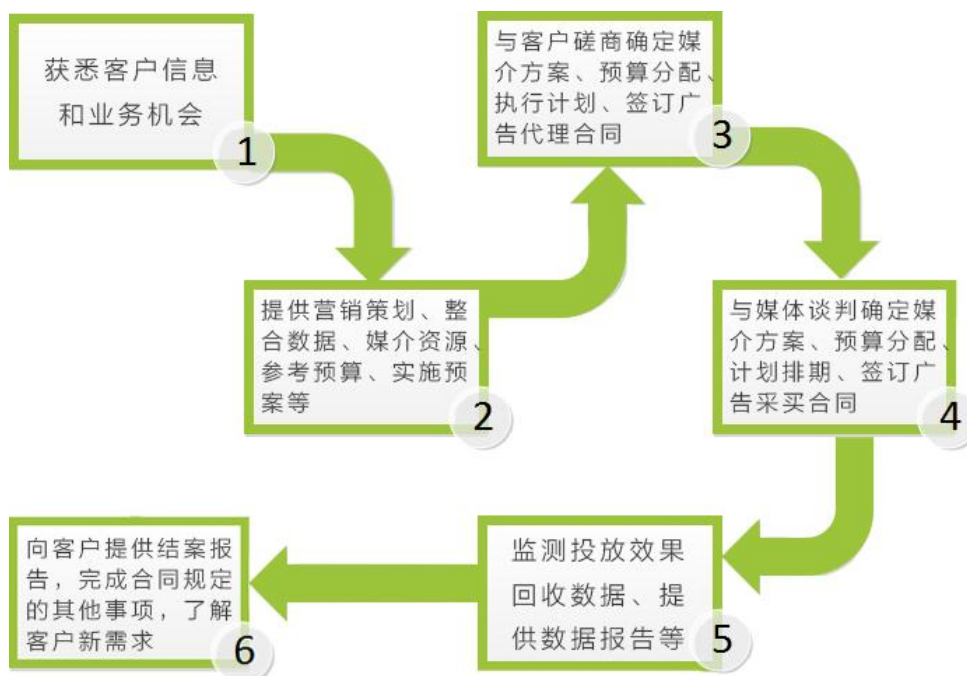 获悉客户信息
和业务机会
1
提供营销策划、整
合数据、媒介资源、
参考预算、实施预
案等
2
与客户磋商确定媒
介方案、预算分配、
执行计划、签订广
告代理合同
3
与媒体谈判确定媒
介方案、预算分配、
计划排期、签订广
告采买合同
4
监测投放效果
回收数据、提
供数据报告等
5
向客户提供结案报
告，完成合同规定
的其他事项，了解
客户新需求
6